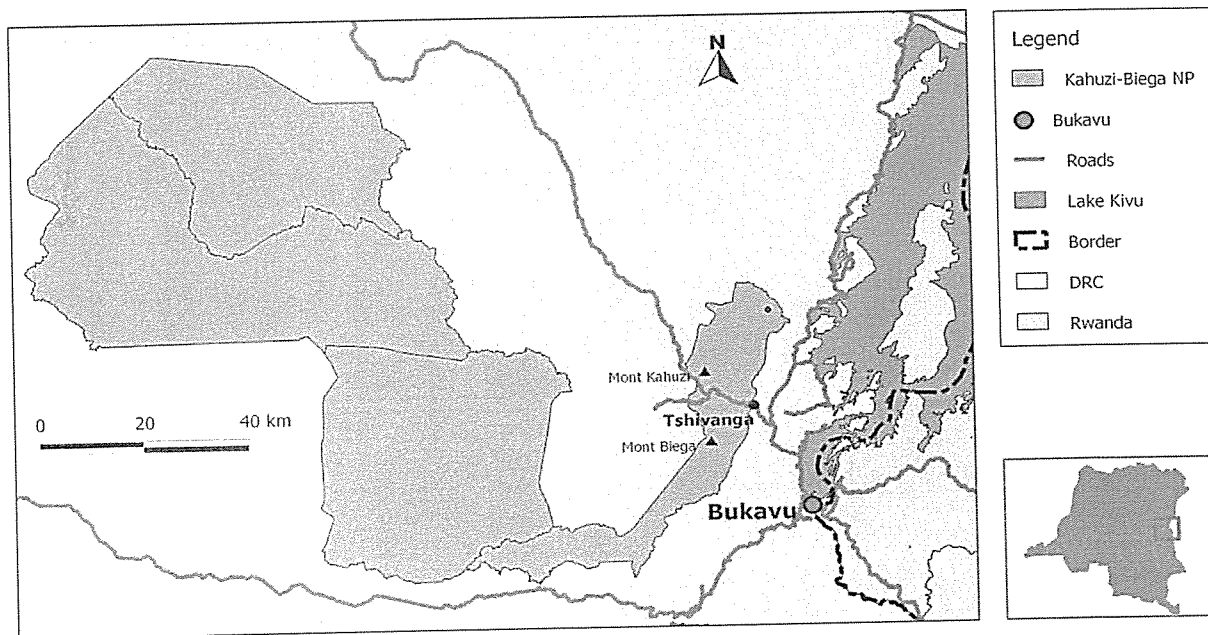 N
Mont Kahuzi
Tshivanga
Mont Biega
Bukavu
0 20 40 km
Legend
Kahuzi-Biega NP
Bukavu
Roads
Lake Kivu
Border
DRC
Rwanda